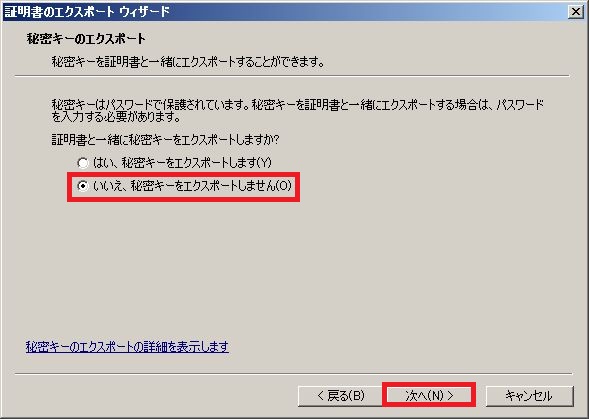 証明書のエクスポート ウィザード
秘密キーのエクスポート
秘密キーを証明書と一緒にエクスポートすることができます。
秘密キーはパスワードで保護されています。秘密キーを証明書と一緒にエクスポートする場合は、パスワード
を入力する必要があります。
証明書と一緒に秘密キーをエクスポートしますか?
はい、秘密キーをエクスポートします(Y)
いいえ、秘密キーをエクスポートしません(O)
秘密キーのエクスポートの詳細を表示します
< 戻る(B) 次へ(N) > キャンセル